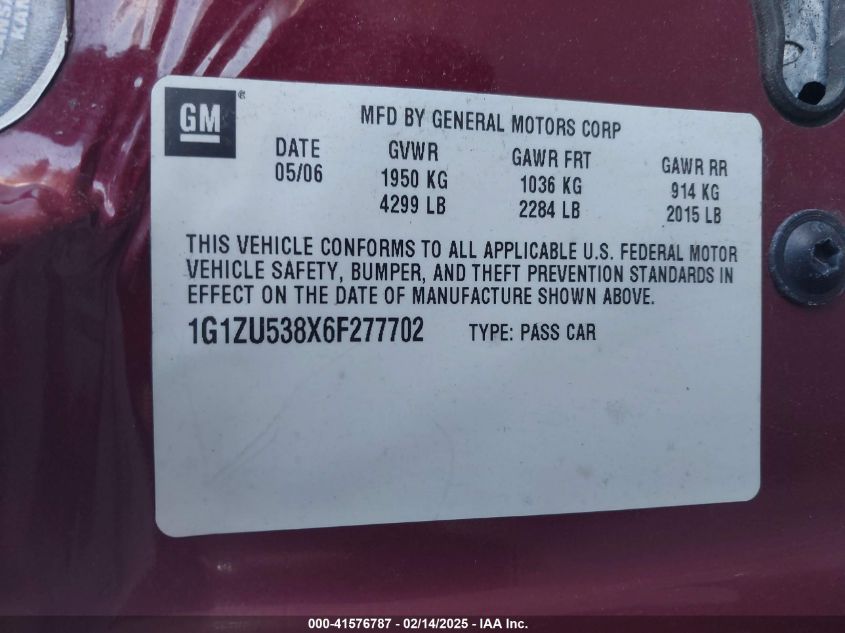 GM®
MFD BY GENERAL MOTORS CORP
DATE GVWR GAWR FRT GAWR RR
05/06 1950 KG 1036 KG 914 KG
4299 LB 2284 LB 2015 LB
THIS VEHICLE CONFORMS TO ALL APPLICABLE U.S. FEDERAL MOTOR
VEHICLE SAFETY, BUMPER, AND THEFT PREVENTION STANDARDS IN
EFFECT ON THE DATE OF MANUFACTURE SHOWN ABOVE.
1G1ZU538X6F277702 TYPE: PASS CAR
000-41576787 - 02/14/2025 - IAA Inc.